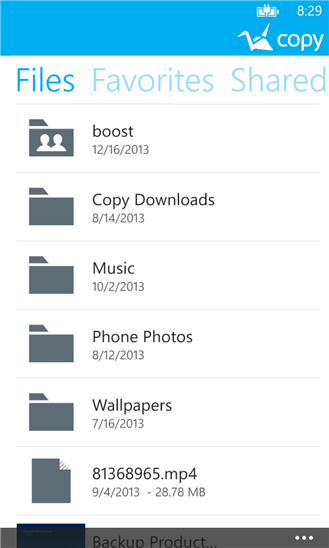 8:29
copy
Files Favorites Shared
boost
12/16/2013
Copy Downloads
8/14/2013
Music
10/2/2013
Phone Photos
8/12/2013
Wallpapers
7/16/2013
81368965.mp4
9/4/2013 - 28.78 MB
Backup Product...